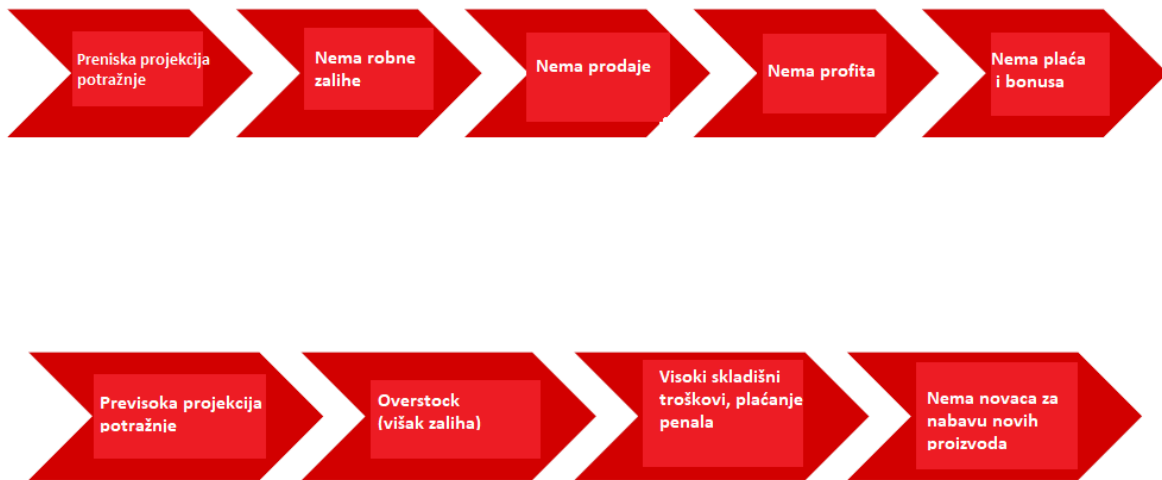 Preniska projekcija
potražnje
Nema robne
zalihe
Nema prodaje
Nema profita
Nema plaća
i bonusa
Previsoka projekcija
potražnje
Overstock
(višak zaliha)
Visoki skladišni
troškovi, plaćanje
penala
Nema novaca za
nabavu novih
proizvoda